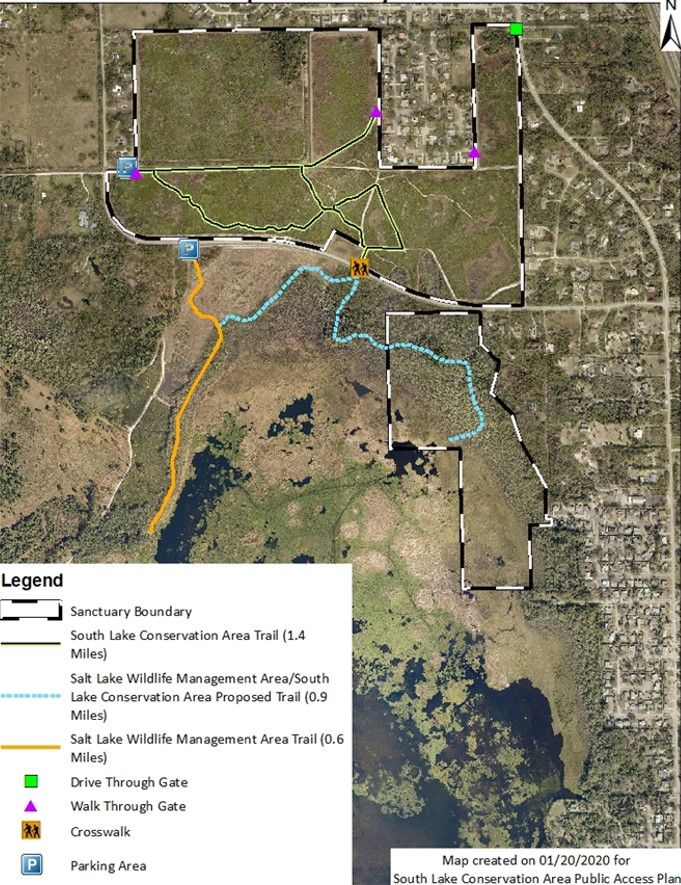 N
P
P
Legend
Sanctuary Boundary
South Lake Conservation Area Trail (1.4
Miles)
Salt Lake Wildlife Management Area/South
Lake Conservation Area Proposed Trail (0.9
Miles)
Salt Lake Wildlife Management Area Trail (0.6
Miles)
Drive Through Gate
Walk Through Gate
Crosswalk
P
Parking Area
Map created on 01/20/2020 for
South Lake Conservation Area Public Access Plan